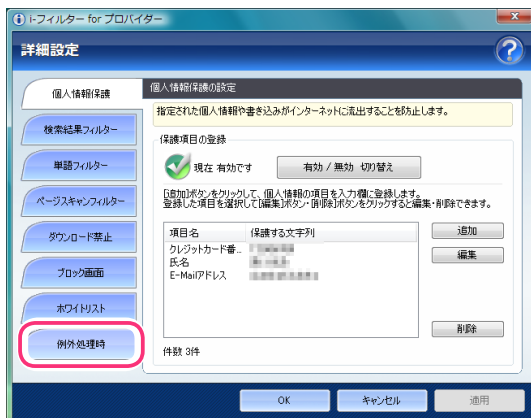 i-フィルター for プロバイダー
詳細設定
個人情報保護
検索結果フィルター
単語フィルター
ページスキャンフィルター
ダウンロード禁止
ブロック画面
ホワイトリスト
例外処理時
個人情報保護の設定
指定された個人情報や書き込みがインターネットに流出することを防止します。
保護項目の登録
現在 有効です
有効 / 無効 切り替え
[追加]ボタンをクリックして、個人情報の項目を入力欄に登録します。
登録した項目を選択して[編集]ボタン・[削除]ボタンをクリックすると編集・削除できます。
項目名 保護する文字列
クレジットカード番...
氏名
E-Mailアドレス
追加
編集
削除
件数 3件
OK キャンセル 適用